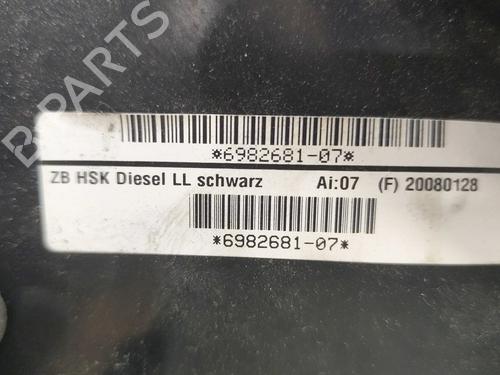 B-PARTS
*6982681-07*
ZB HSK Diesel LL schwarz Ai:07 (F) 20080128
*6982681-07*